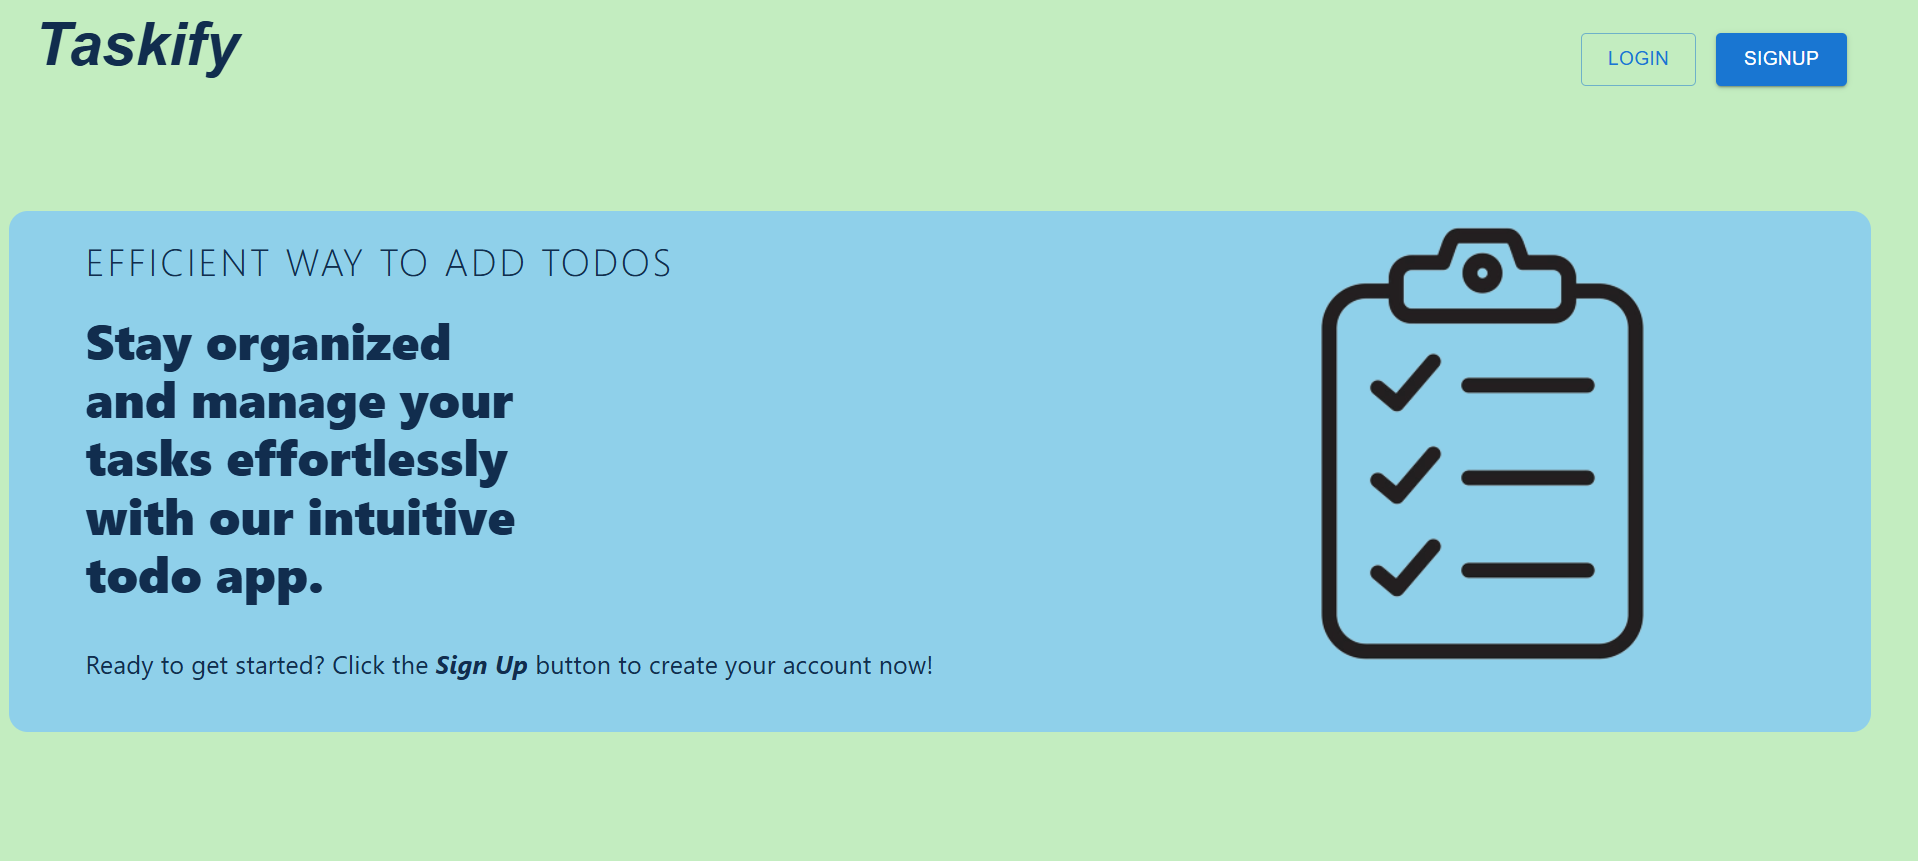 Taskify
LOGIN
SIGNUP
EFFICIENT WAY TO ADD TODOS
Stay organized
and manage your
tasks effortlessly
with our intuitive
todo app.
Ready to get started? Click the Sign Up button to create your account now!